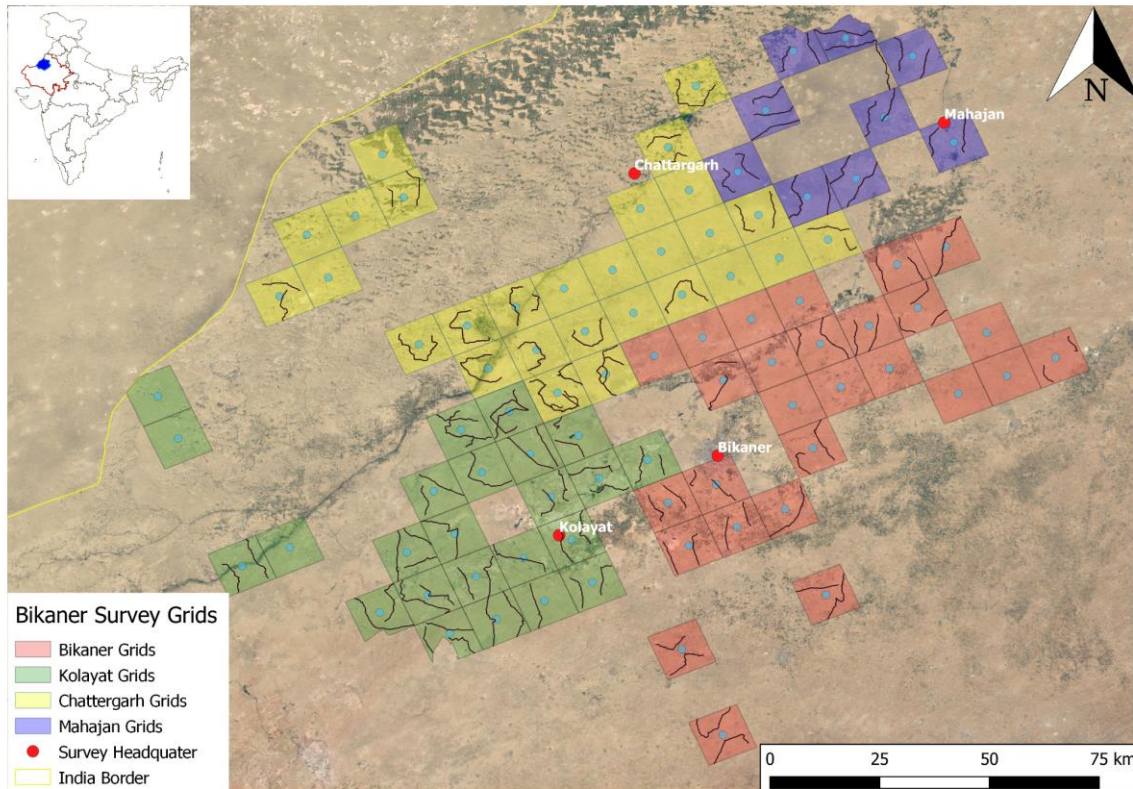 N
Mahajan
Chattargarh
Bikaner
Kolayat
Bikaner Survey Grids
Bikaner Grids
Kolayat Grids
Chattergarh Grids
Mahajan Grids
Survey Headquater
India Border
0 25 50 75 km